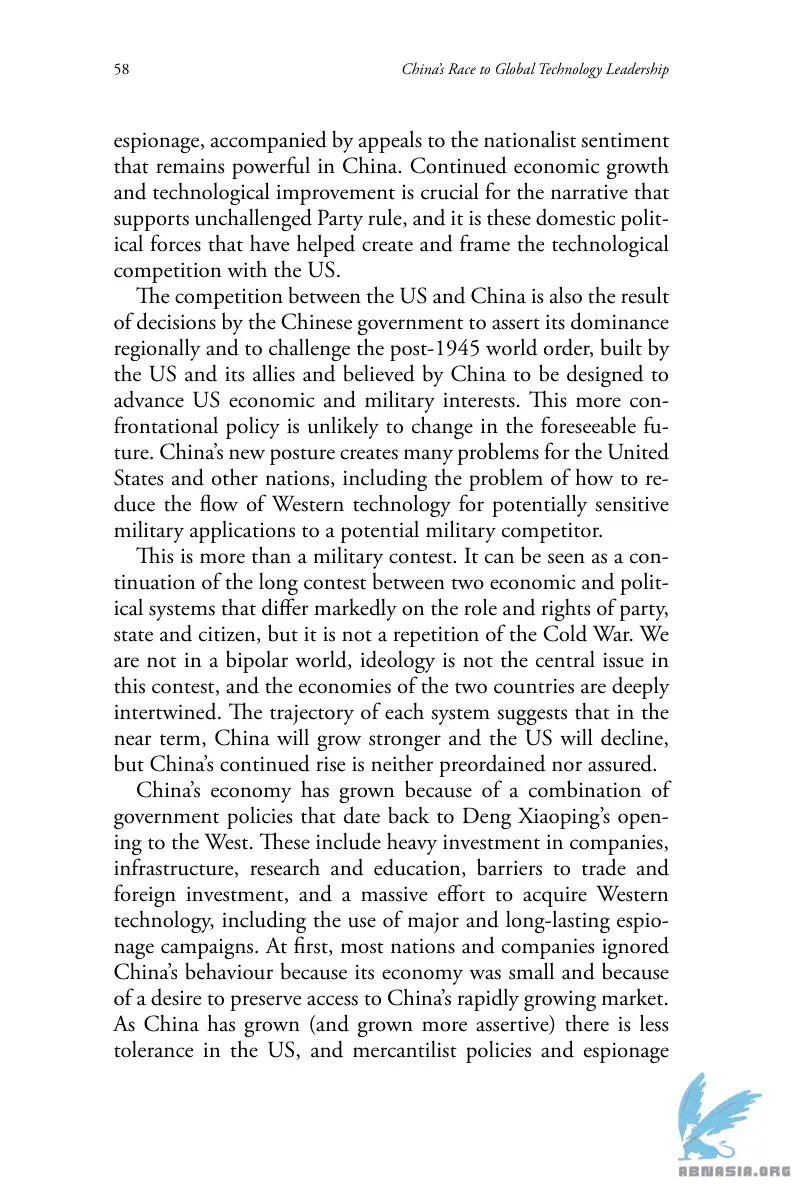 58
China's Race to Global Technology Leadership
espionage, accompanied by appeals to the nationalist sentiment
that remains powerful in China. Continued economic growth
and technological improvement is crucial for the narrative that
supports unchallenged Party rule, and it is these domestic polit-
ical forces that have helped create and frame the technological
competition with the US.
The competition between the US and China is also the result
of decisions by the Chinese government to assert its dominance
regionally and to challenge the post-1945 world order, built by
the US and its allies and believed by China to be designed to
advance US economic and military interests. This more con-
frontational policy is unlikely to change in the foreseeable fu-
ture. China's new posture creates many problems for the United
States and other nations, including the problem of how to re-
duce the flow of Western technology for potentially sensitive
military applications to a potential military competitor.
This is more than a military contest. It can be seen as a con-
tinuation of the long contest between two economic and polit-
ical systems that differ markedly on the role and rights of party,
state and citizen, but it is not a repetition of the Cold War. We
are not in a bipolar world, ideology is not the central issue in
this contest, and the economies of the two countries are deeply
intertwined. The trajectory of each system suggests that in the
near term, China will grow stronger and the US will decline,
but China's continued rise is neither preordained nor assured.
China's economy has grown because of a combination of
government policies that date back to Deng Xiaoping's open-
ing to the West. These include heavy investment in companies,
infrastructure, research and education, barriers to trade and
foreign investment, and a massive effort to acquire Western
technology, including the use of major and long-lasting espio-
nage campaigns. At first, most nations and companies ignored
China's behaviour because its economy was small and because
of a desire to preserve access to China's rapidly growing market.
As China has grown (and grown more assertive) there is less
tolerance in the US, and mercantilist policies and espionage
ABNASIA.ORG